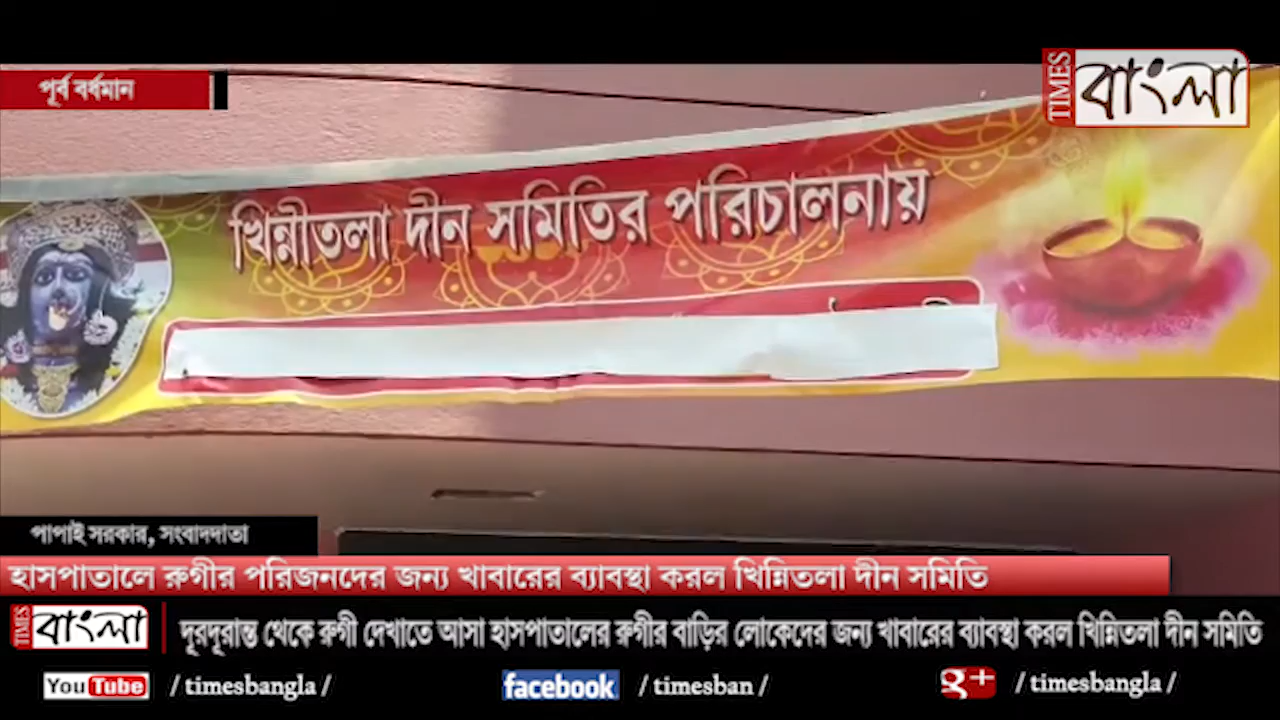 পূর্ব বর্ধমান
TIMES বাংলা
খিন্নীতলা দীন সমিতির পরিচালনায়
পাপাই সরকার, সংবাদদাতা
হাসপাতালে রুগীর পরিজনদের জন্য খাবারের ব্যাবস্থা করল খিন্নিতলা দীন সমিতি
TIMES বাংলা
দূরদূরান্ত থেকে রুগী দেখাতে আসা হাসপাতালের রুগীর বাড়ির লোকেদের জন্য খাবারের ব্যাবস্থা করল খিন্নিতলা দীন সমিতি
YouTube / timesbangla / facebook / timesban / g+ / timesbangla /